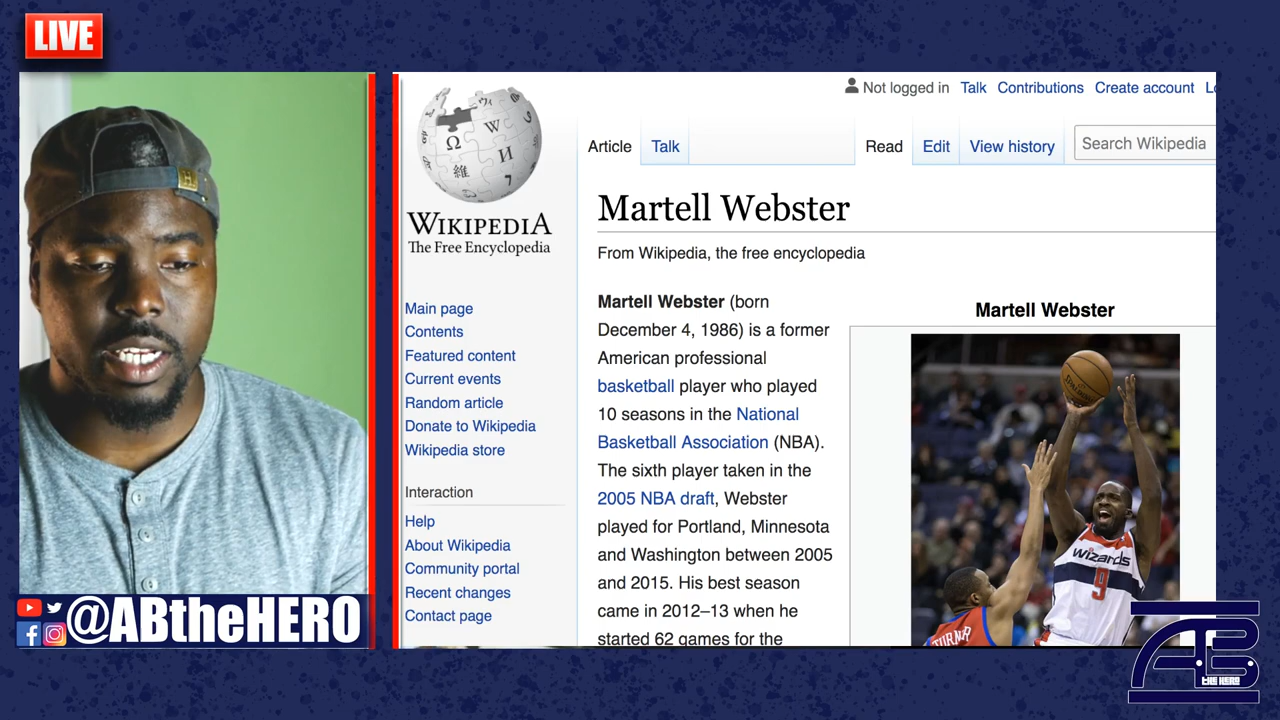 LIVE
Not logged in Talk Contributions Create account Lo
Article Talk Read Edit View history Search Wikipedia
WIKIPEDIA
The Free Encyclopedia
Martell Webster
From Wikipedia, the free encyclopedia
Main page
Contents
Featured content
Current events
Random article
Donate to Wikipedia
Wikipedia store
Interaction
Help
About Wikipedia
Community portal
Recent changes
Contact page
Martell Webster (born
December 4, 1986) is a former
American professional
basketball player who played
10 seasons in the National
Basketball Association (NBA).
The sixth player taken in the
2005 NBA draft, Webster
played for Portland, Minnesota
and Washington between 2005
and 2015. His best season
came in 2012–13 when he
started 62 games for the
Martell Webster
SPALDING
WIZARDS
9
TURNR
@ABtheHERO
AB
THE HERO